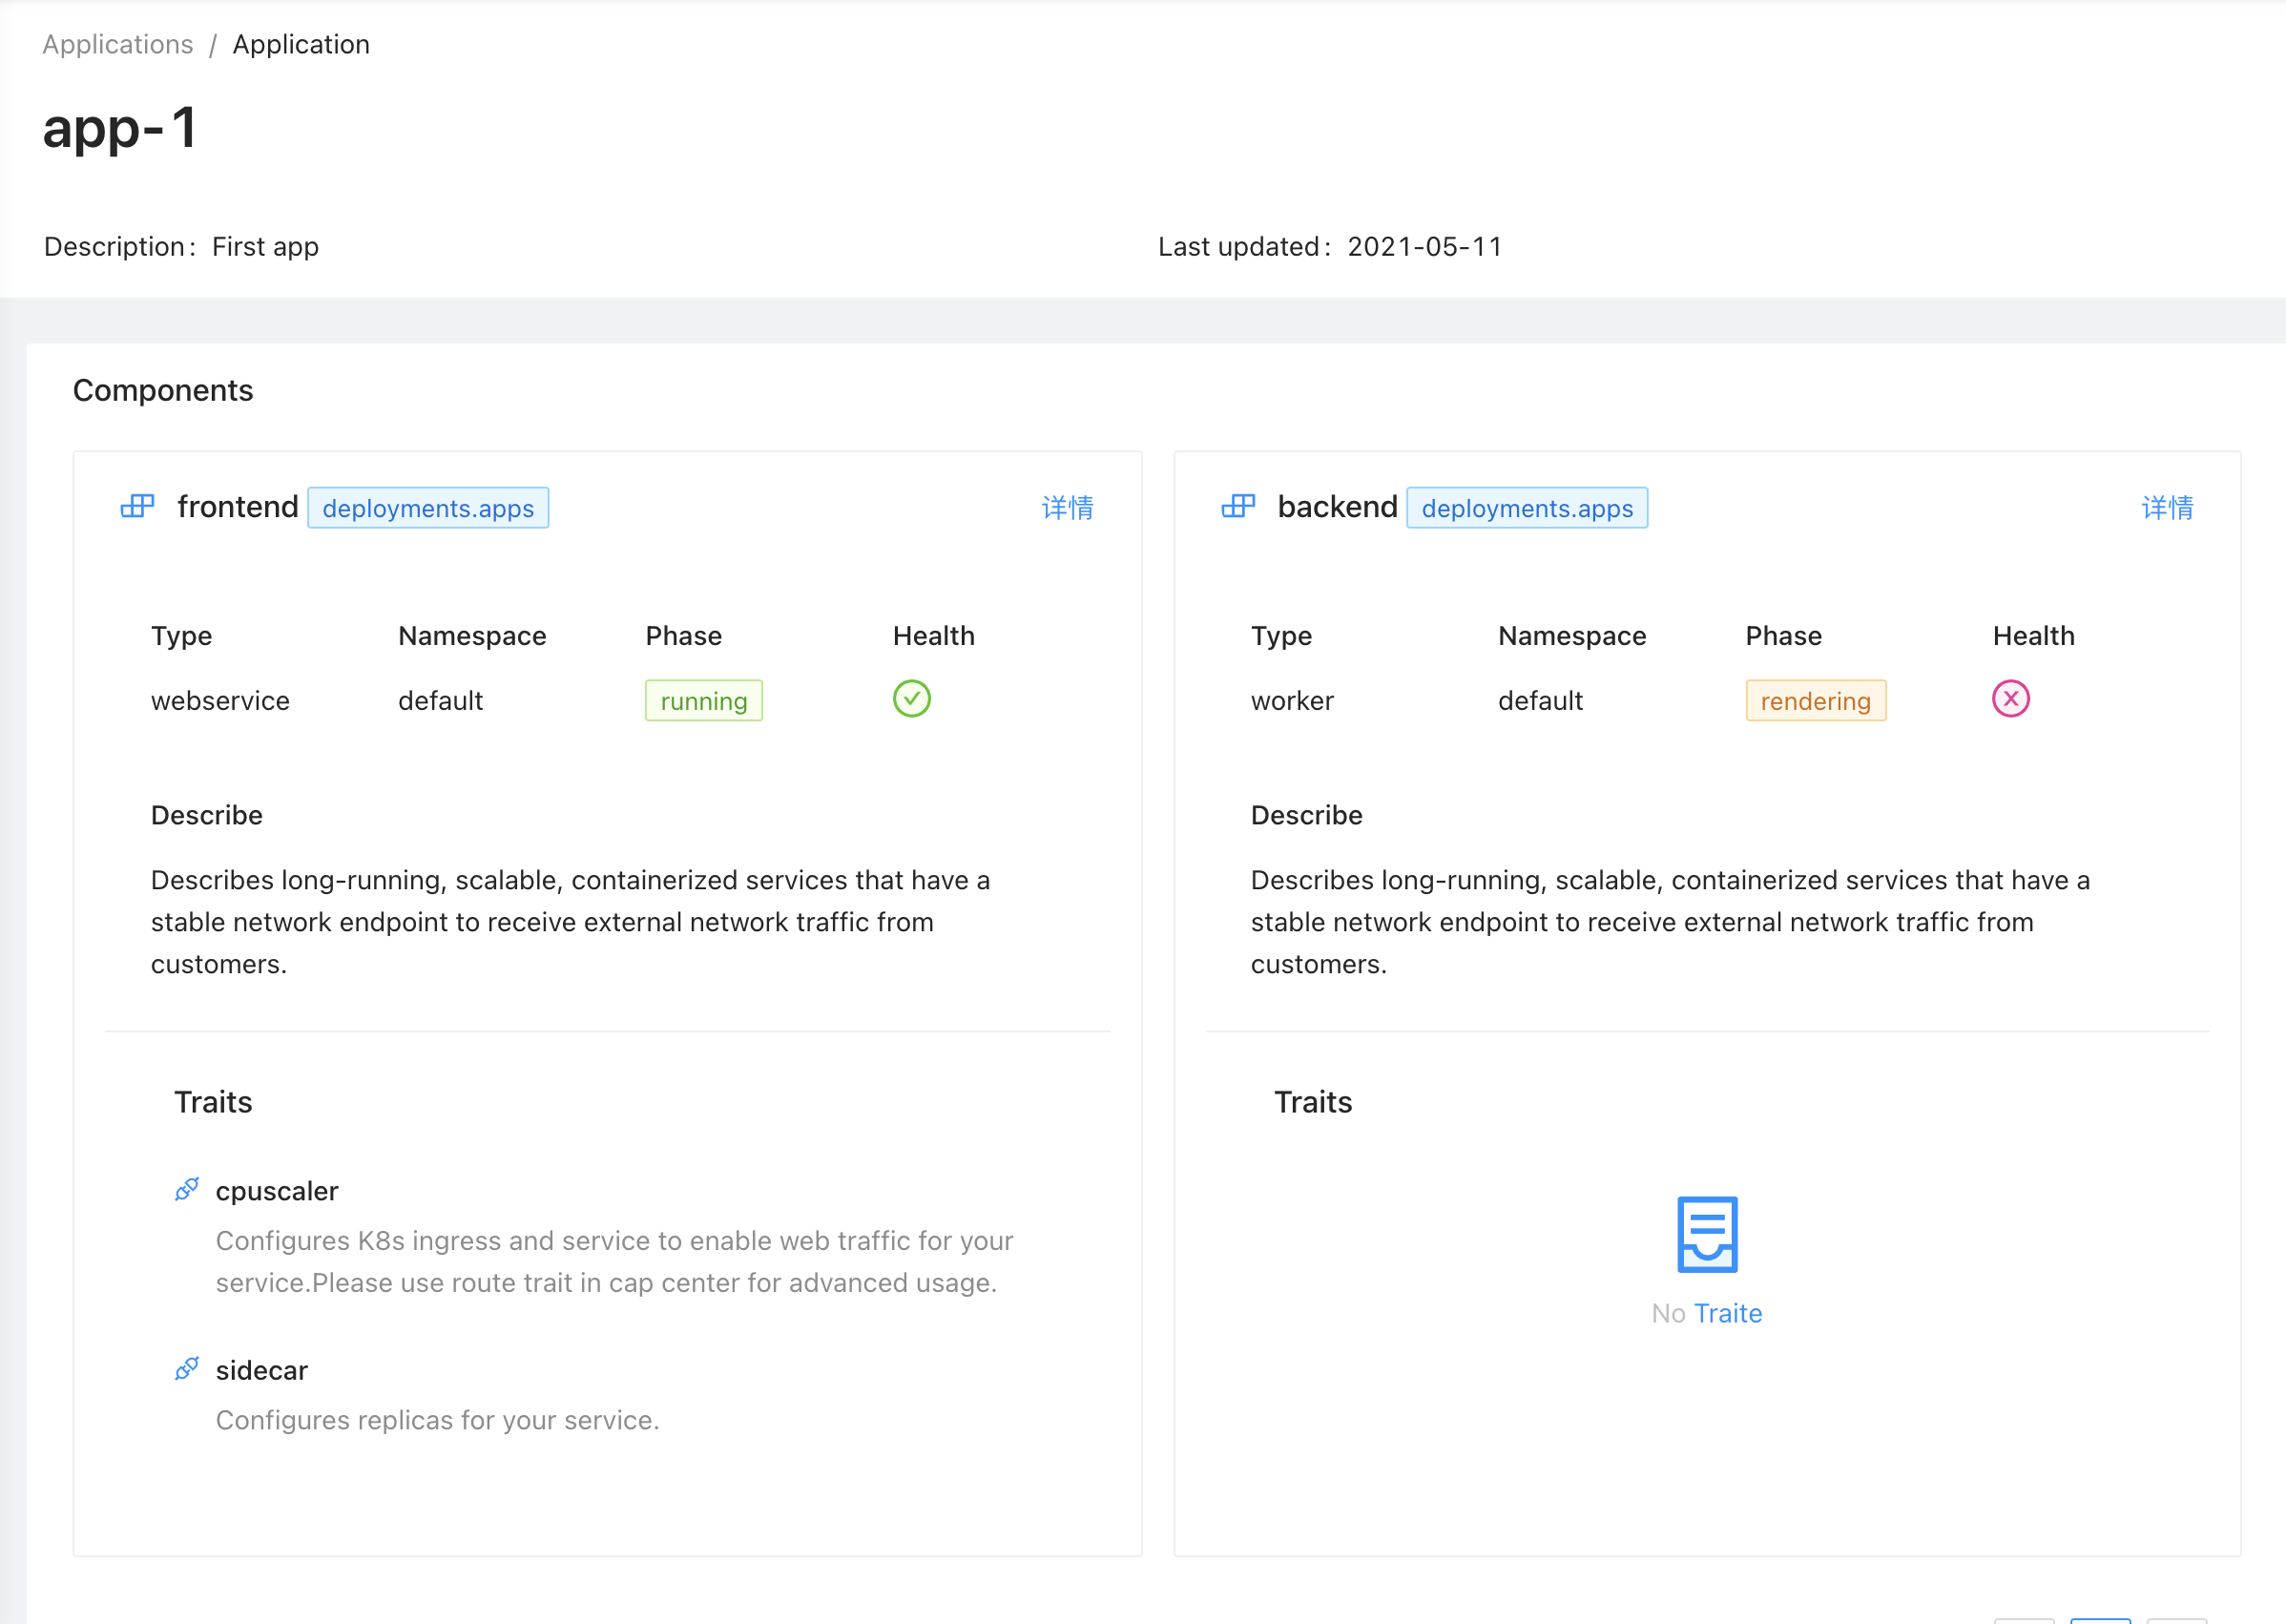 Applications / Application
app-1
Description: First app
Last updated: 2021-05-11
Components
frontend deployments.apps 详情
Type Namespace Phase Health
webservice default running
Describe
Describes long-running, scalable, containerized services that have a
stable network endpoint to receive external network traffic from
customers.
Traits
cpuscaler
Configures K8s ingress and service to enable web traffic for your
service.Please use route trait in cap center for advanced usage.
sidecar
Configures replicas for your service.
backend deployments.apps 详情
Type Namespace Phase Health
worker default rendering
Describe
Describes long-running, scalable, containerized services that have a
stable network endpoint to receive external network traffic from
customers.
Traits
No Traite